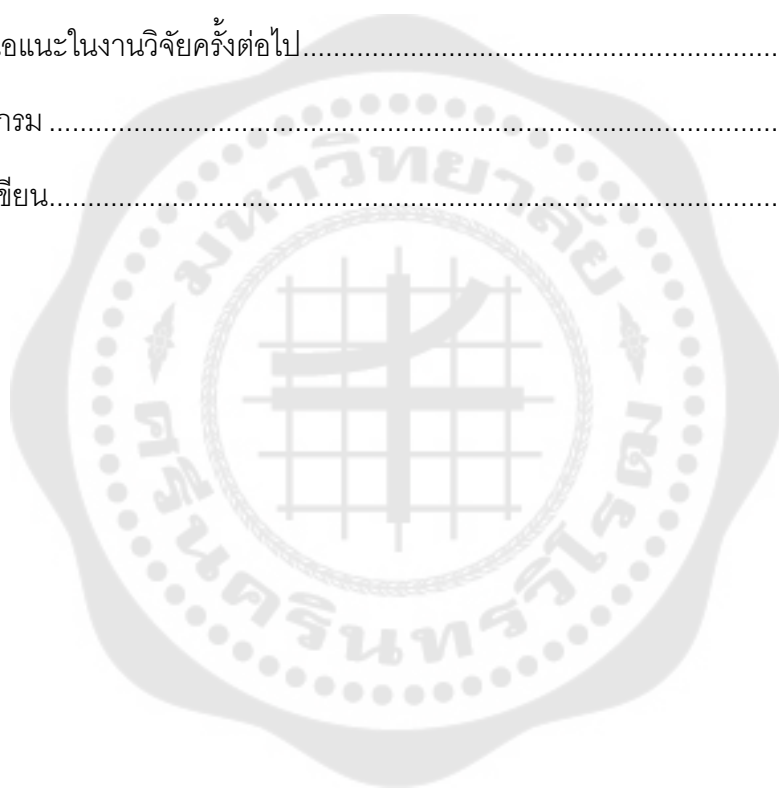 อแนะในงานวิจัยครั้งต่อไป..............................................................
กรม ................................................................................................
ขียน................................................................................................
มหาวิทยาลัย
ศรีนครินทรวิโรฒ